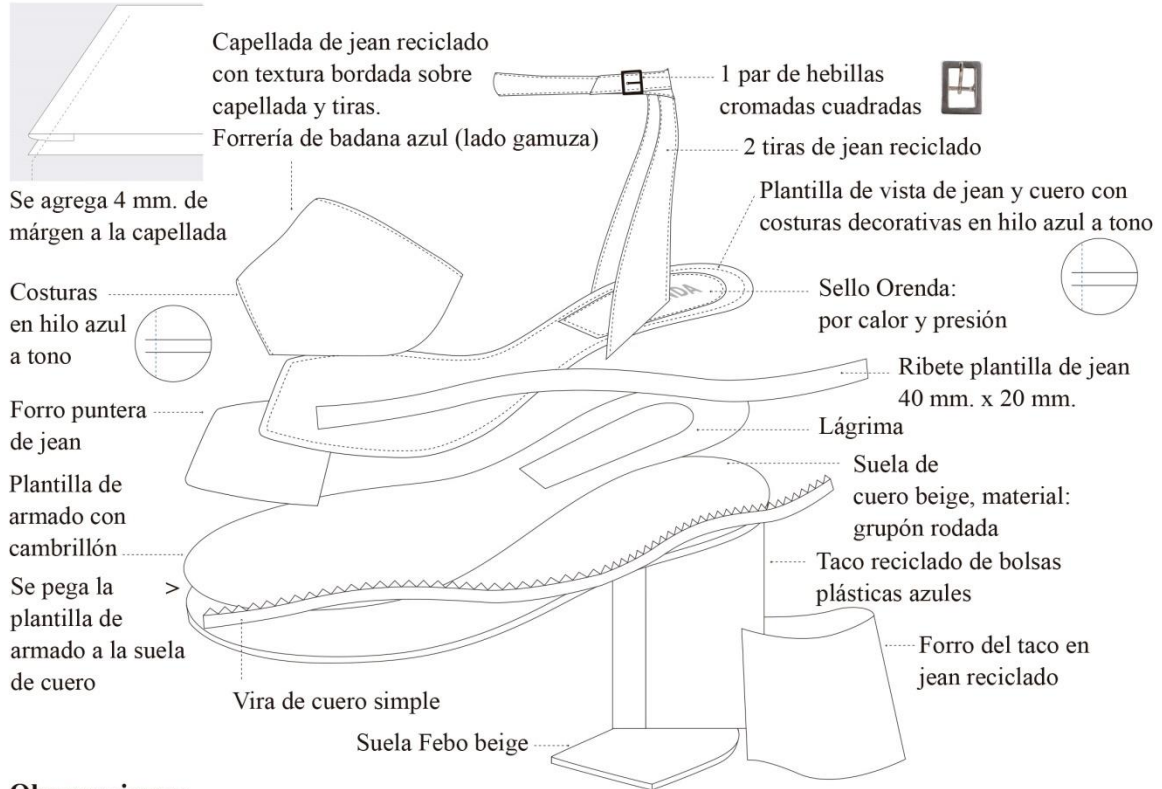 Capellada de jean reciclado
con textura bordada sobre
capellada y tiras.
Forrería de badana azul (lado gamuza)
1 par de hebillas
cromadas cuadradas
2 tiras de jean reciclado
Plantilla de vista de jean y cuero con
costuras decorativas en hilo azul a tono
Se agrega 4 mm. de
márgen a la capellada
Costuras
en hilo azul
a tono
Sello Orenda:
por calor y presión
NDA
Ribete plantilla de jean
40 mm. x 20 mm.
Forro puntera
de jean
Lágrima
Suela de
cuero beige, material:
grupón rodada
Plantilla de
armado con
cambrillón
Taco reciclado de bolsas
plásticas azules
Se pega la >
plantilla de
armado a la suela
de cuero
Forro del taco en
jean reciclado
Vira de cuero simple
Suela Febo beige